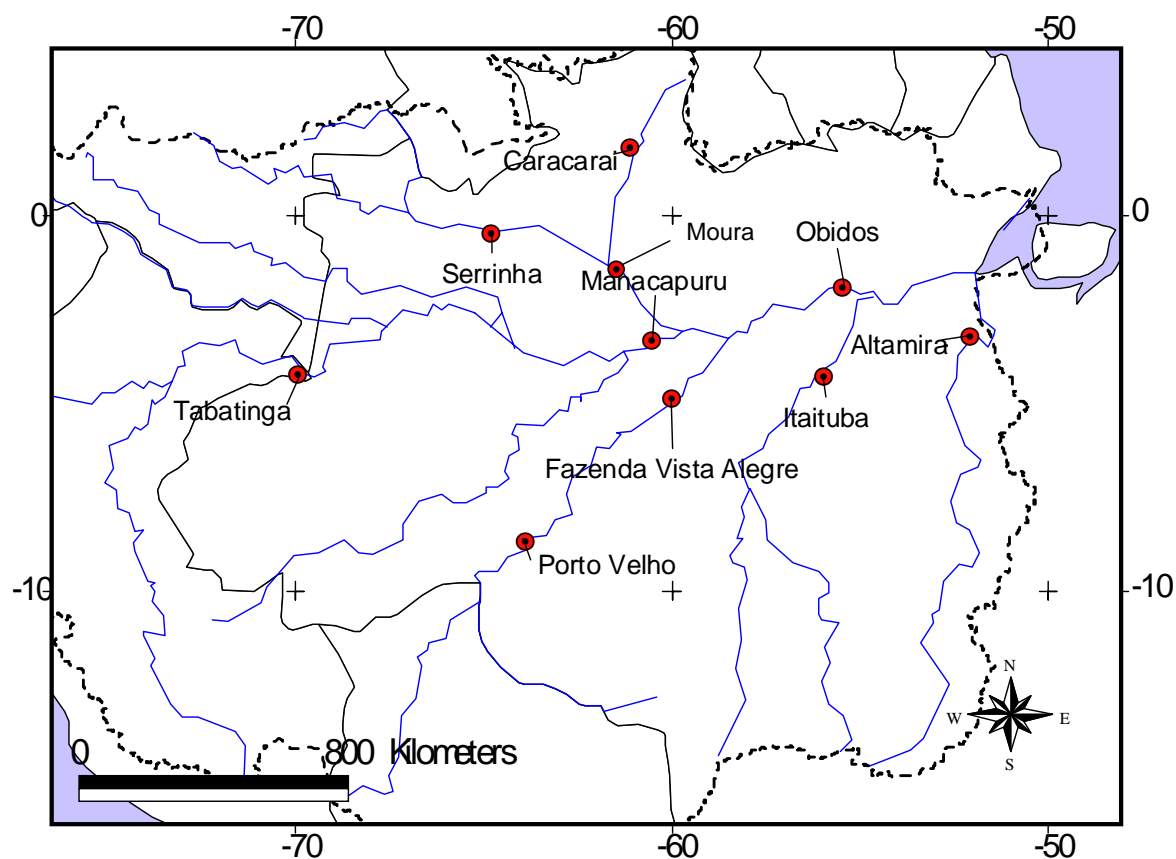 -70 -60 -50
Caracarai
0 0
Moura
Obidos
Serrinha
Manacapuru
Altamira
Tabatinga
Itaituba
Fazenda Vista Alegre
Porto Velho
-10 -10
N
W E
S
0 800 Kilometers
-70 -60 -50